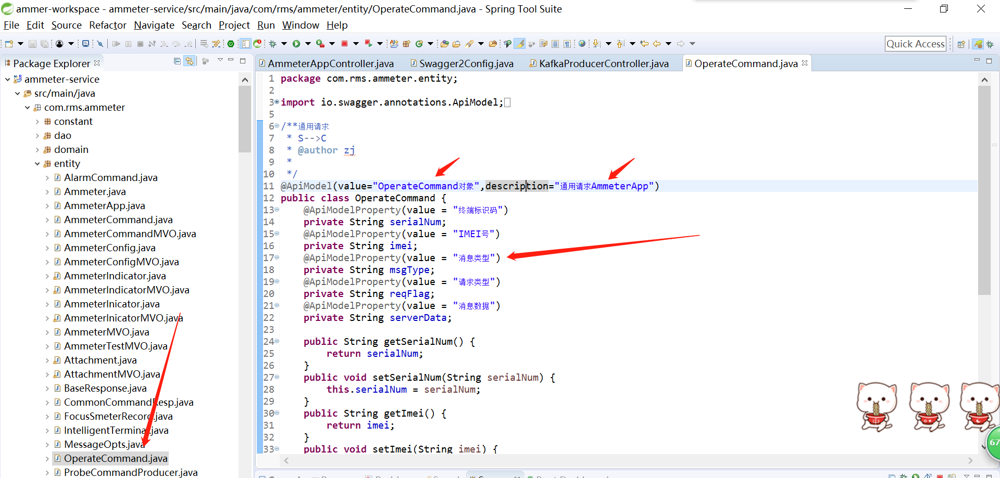 ammer-workspace - ammeter-service/src/main/java/com/rms/ammeter/entity/OperateCommand.java - Spring Tool Suite
File Edit Source Refactor Navigate Search Project Run Window Help
Quick Access
Package Explorer
ammeter-service
src/main/java
com.rms.ammeter
constant
dao
domain
entity
AlarmCommand.java
Ammeter.java
AmmeterApp.java
AmmeterCommand.java
AmmeterCommandMVO.java
AmmeterConfig.java
AmmeterConfigMVO.java
AmmeterIndicator.java
AmmeterIndicatorMVO.java
AmmeterInicator.java
AmmeterInicatorMVO.java
AmmeterMVO.java
AmmeterTestMVO.java
Attachment.java
AttachmentMVO.java
BaseResponse.java
CommonCommandResp.java
FocusSmeterRecord.java
IntelligentTerminal.java
MessageOpts.java
OperateCommand.java
ProbeCommandProducer.java
AmmeterAppController.java Swagger2Config.java KafkaProducerController.java OperateCommand.java
1 package com.rms.ammeter.entity;
2
3 import io.swagger.annotations.ApiModel;
5
6 /**通用请求
7 * S-->C
8 * @author zj
9 *
10 */
11 @ApiModel(value="OperateCommand对象",description="通用请求AmmeterApp")
12 public class OperateCommand {
13 @ApiModelProperty(value = "终端标识码")
14 private String serialNum;
15 @ApiModelProperty(value = "IMEI号")
16 private String imei;
17 @ApiModelProperty(value = "消息类型")
18 private String msgType;
19 @ApiModelProperty(value = "请求类型")
20 private String reqFlag;
21 @ApiModelProperty(value = "消息数据")
22 private String serverData;
23
24 public String getSerialNum() {
25 return serialNum;
26 }
27 public void setSerialNum(String serialNum) {
28 this.serialNum = serialNum;
29 }
30 public String getImei() {
31 return imei;
32 }
33 public void setImei(String imei) {
67